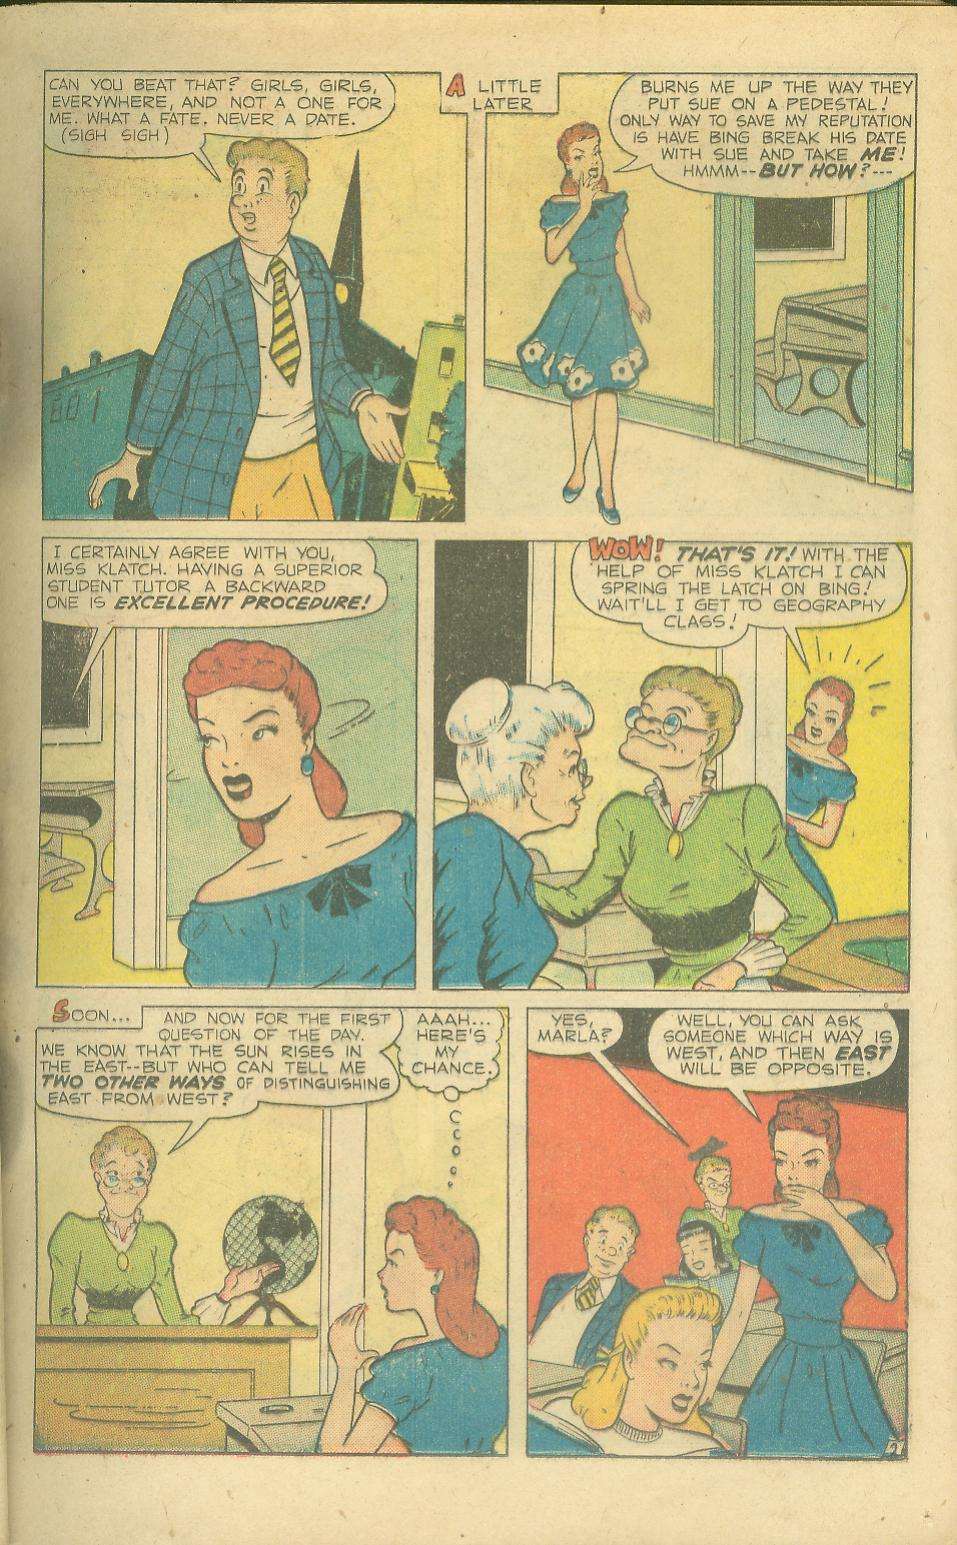 CAN YOU BEAT THAT? GIRLS, GIRLS,
EVERYWHERE, AND NOT A ONE FOR
ME. WHAT A FATE. NEVER A DATE.
(SIGH SIGH)
A LITTLE
LATER
BURNS ME UP THE WAY THEY
PUT SUE ON A PEDESTAL!
ONLY WAY TO SAVE MY REPUTATION
IS HAVE BING BREAK HIS DATE
WITH SUE AND TAKE ME!
HMMM--BUT HOW?---
I CERTAINLY AGREE WITH YOU,
MISS KLATCH. HAVING A SUPERIOR
STUDENT TUTOR A BACKWARD
ONE IS EXCELLENT PROCEDURE!
WOW! THAT'S IT! WITH THE
HELP OF MISS KLATCH I CAN
SPRING THE LATCH ON BING!
WAIT'LL I GET TO GEOGRAPHY
CLASS!
SOON...
AND NOW FOR THE FIRST
QUESTION OF THE DAY.
WE KNOW THAT THE SUN RISES IN
THE EAST--BUT WHO CAN TELL ME
TWO OTHER WAYS OF DISTINGUISHING
EAST FROM WEST?
AAAH...
HERE'S
MY
CHANCE.
YES,
MARLA?
WELL, YOU CAN ASK
SOMEONE WHICH WAY IS
WEST, AND THEN EAST
WILL BE OPPOSITE.